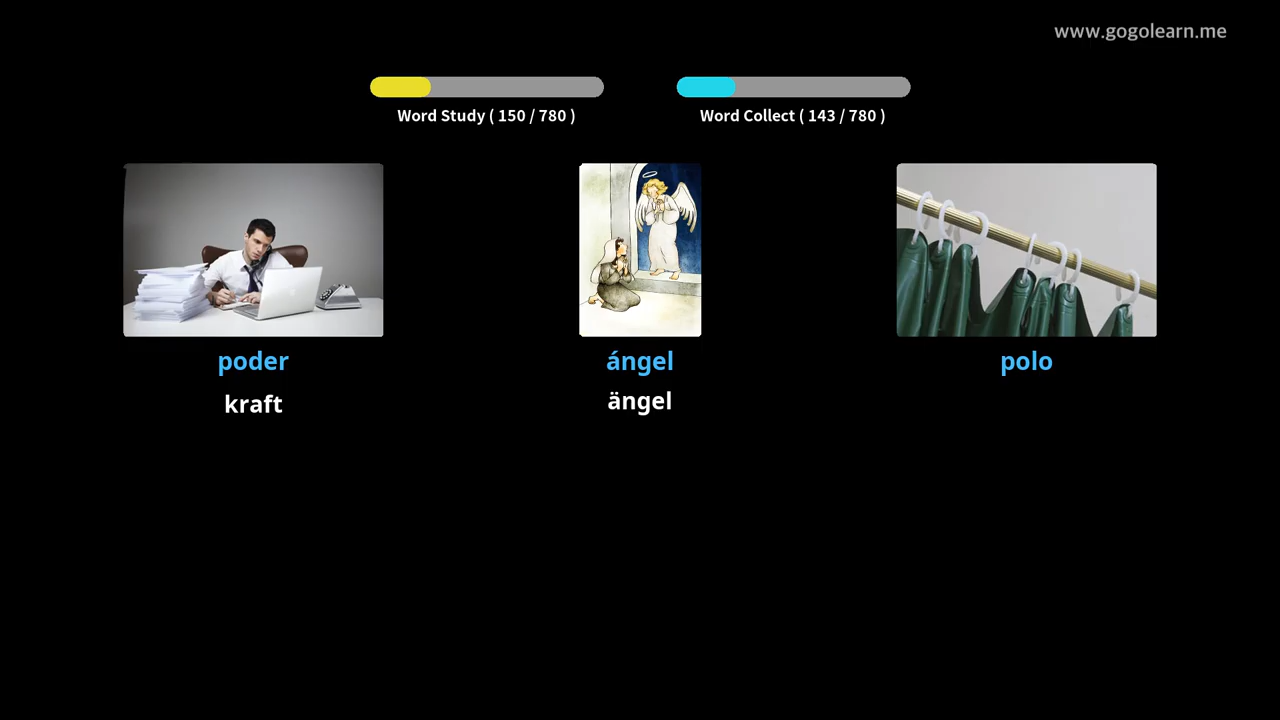 www.gogolearn.me
Word Study ( 150 / 780 )
Word Collect ( 143 / 780 )
poder
ángel
polo
kraft
ängel